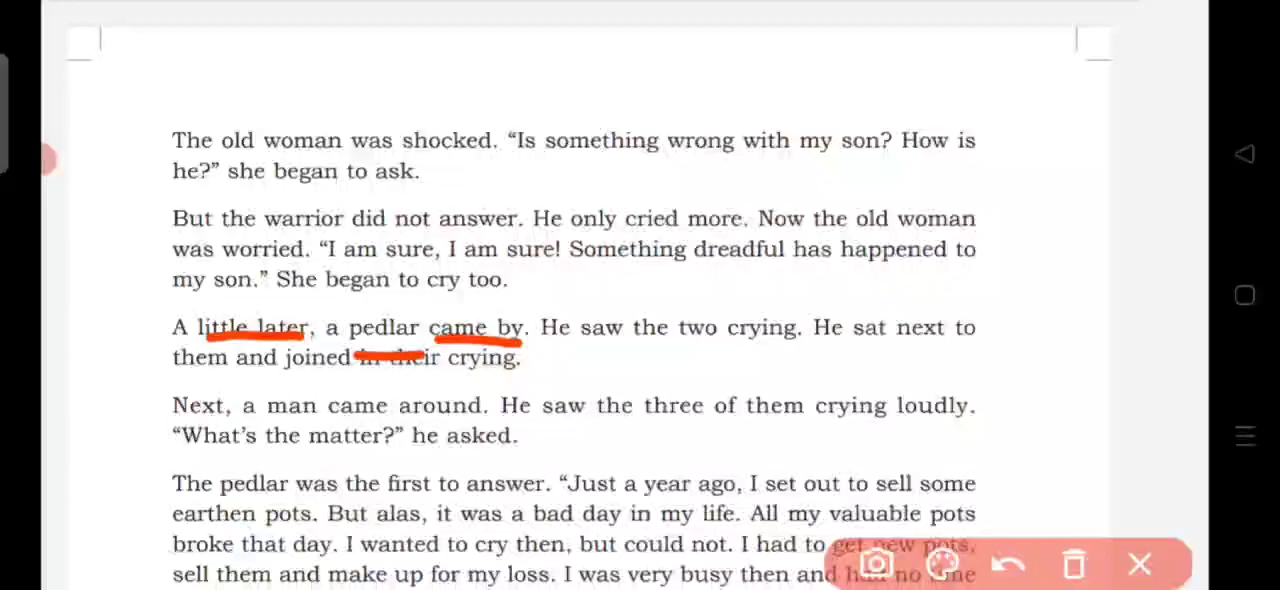 The old woman was shocked. “Is something wrong with my son? How is
he?” she began to ask.
But the warrior did not answer. He only cried more. Now the old woman
was worried. “I am sure, I am sure! Something dreadful has happened to
my son.” She began to cry too.
A little later, a pedlar came by. He saw the two crying. He sat next to
them and joined in their crying.
Next, a man came around. He saw the three of them crying loudly.
“What’s the matter?” he asked.
The pedlar was the first to answer. “Just a year ago, I set out to sell some
earthen pots. But alas, it was a bad day in my life. All my valuable pots
broke that day. I wanted to cry then, but could not. I had to get new pots,
sell them and make up for my loss. I was very busy then and had no time